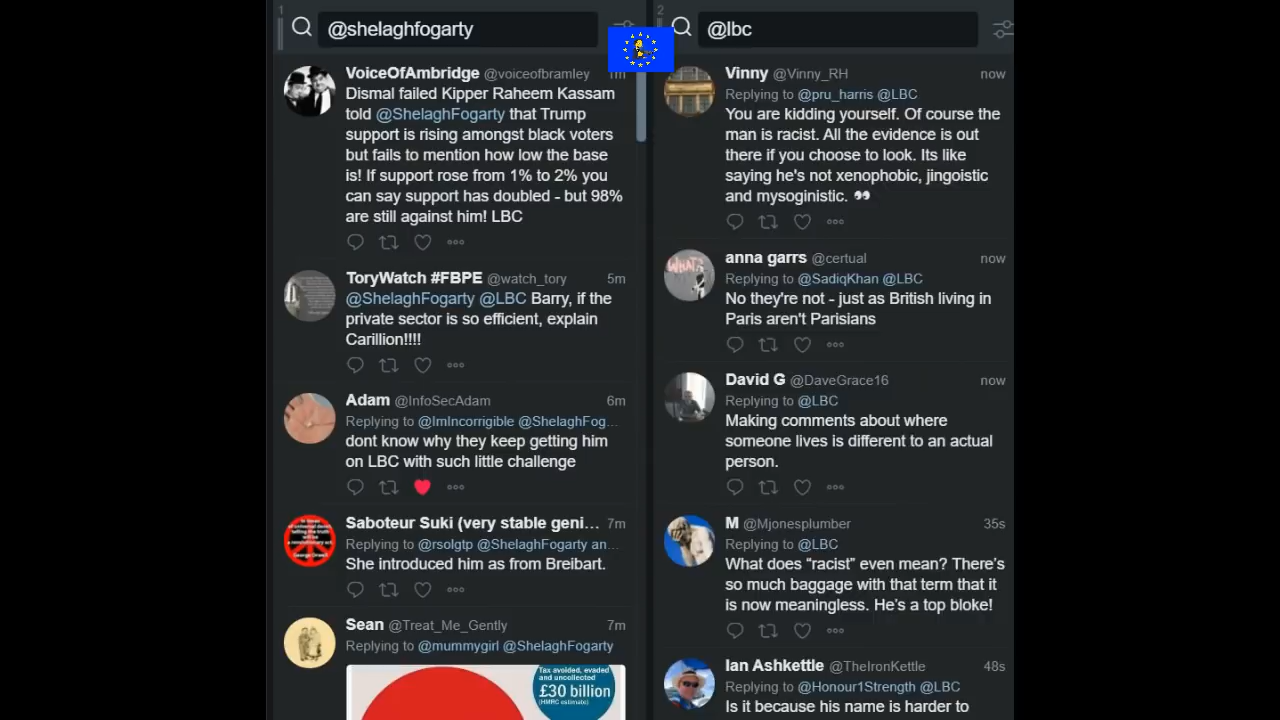 1
@shelaghfogarty
VoiceOfAmbridge @voiceofbramley 1m
Dismal failed Kipper Raheem Kassam
told @ShelaghFogarty that Trump
support is rising amongst black voters
but fails to mention how low the base
is! If support rose from 1% to 2% you
can say support has doubled - but 98%
are still against him! LBC
ToryWatch #FBPE @watch_tory 5m
@ShelaghFogarty @LBC Barry, if the
private sector is so efficient, explain
Carillion!!!!
Adam @InfoSecAdam 6m
Replying to @ImIncorrigible @ShelaghFog...
dont know why they keep getting him
on LBC with such little challenge
Saboteur Suki (very stable geni... 7m
Replying to @rsolgtp @ShelaghFogarty an...
She introduced him as from Breibart.
Sean @Treat_Me_Gently 7m
Replying to @mummygirl @ShelaghFogarty
Tax avoided, evaded
and uncollected
£30 billion
(HMRC estimate)
2
@lbc
Vinny @Vinny_RH now
Replying to @pru_harris @LBC
You are kidding yourself. Of course the
man is racist. All the evidence is out
there if you choose to look. Its like
saying he's not xenophobic, jingoistic
and mysoginistic. 👀
WHAT?
anna garrs @certual now
Replying to @SadiqKhan @LBC
No they're not - just as British living in
Paris aren't Parisians
David G @DaveGrace16 now
Replying to @LBC
Making comments about where
someone lives is different to an actual
person.
M @Mjonesplumber 35s
Replying to @LBC
What does “racist” even mean? There’s
so much baggage with that term that it
is now meaningless. He’s a top bloke!
Ian Ashkettle @TheIronKettle 48s
Replying to @Honour1Strength @LBC
Is it because his name is harder to